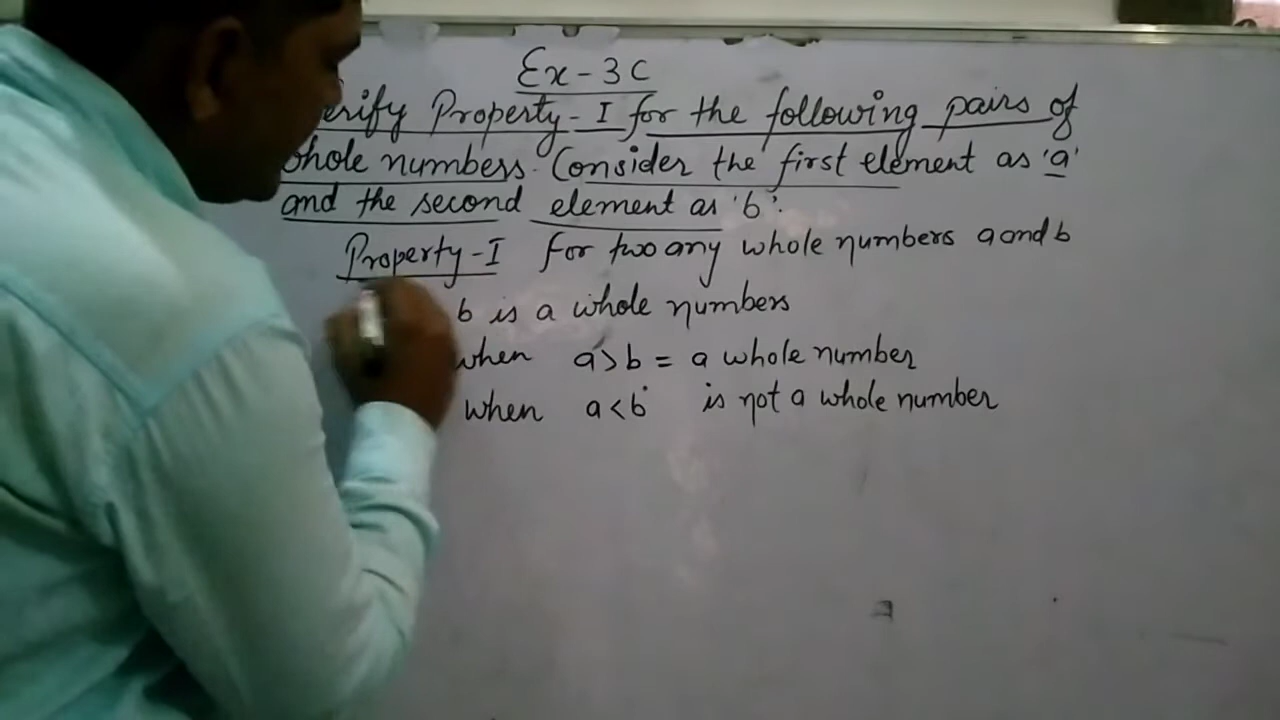 Ex-3C
erify Property-I for the following pairs of
whole numbers. Consider the first element as 'a'
and the second element as 'b'.
Property-I for two any whole numbers a and b
b is a whole numbers
when a>b = a whole number
when a<b is not a whole number